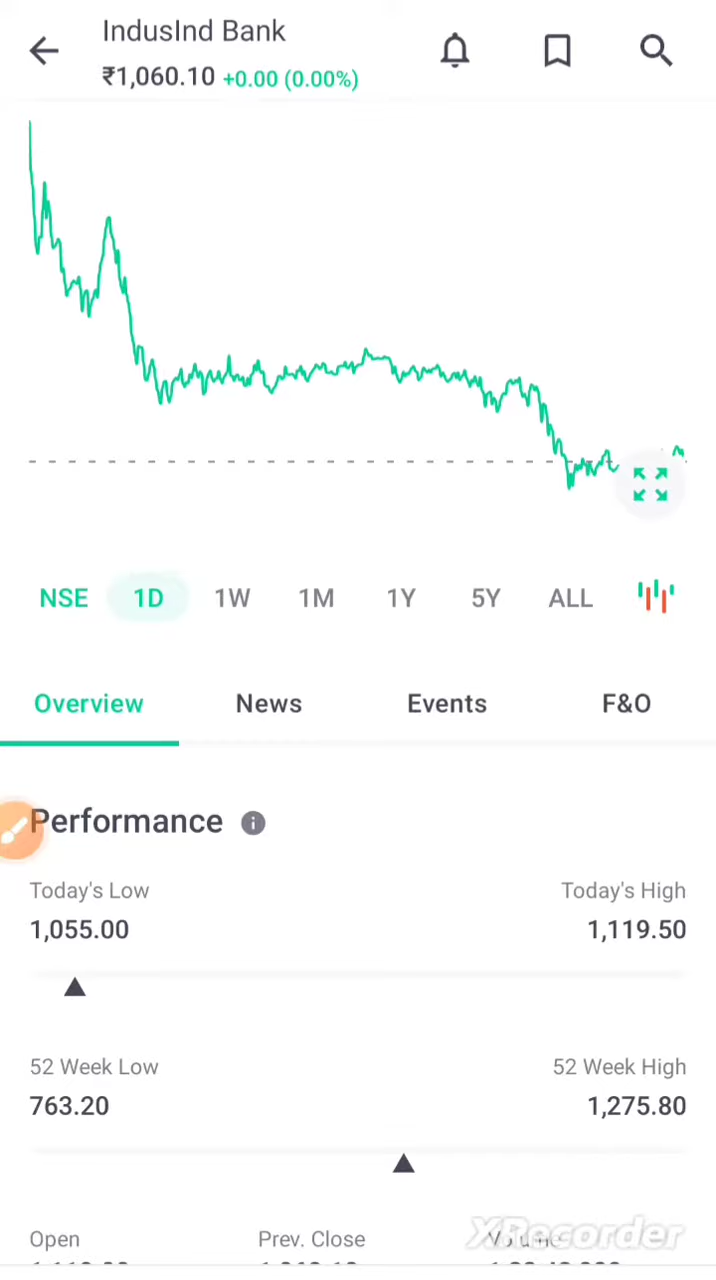 IndusInd Bank
₹1,060.10 +0.00 (0.00%)
NSE 1D 1W 1M 1Y 5Y ALL
Overview News Events F&O
Performance
Today's Low Today's High
1,055.00 1,119.50
52 Week Low 52 Week High
763.20 1,275.80
Open Prev. Close Volume
XRecorder